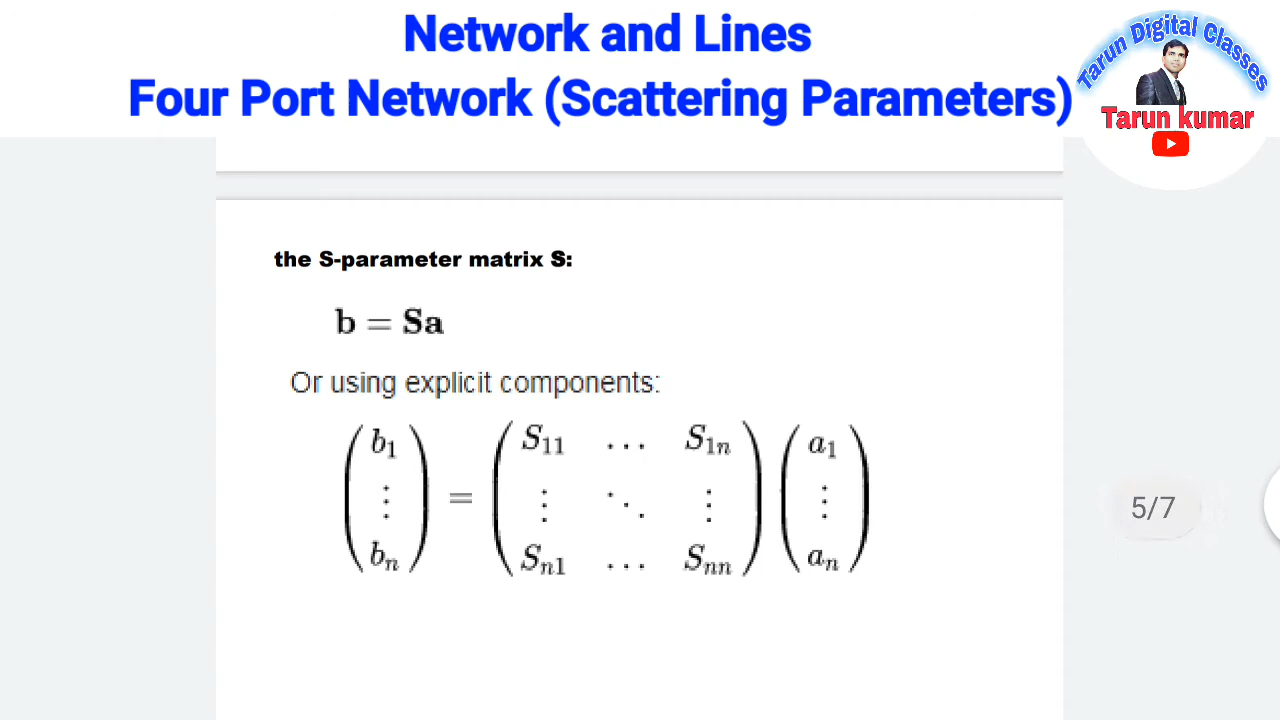 Network and Lines
Four Port Network (Scattering Parameters)
Tarun Digital Classes
Tarun kumar
the S-parameter matrix S:
b = Sa
Or using explicit components:
b₁ S₁₁ … S₁ₙ a₁
⋮ = ⋮ ⋱ ⋮ ⋮
bₙ Sₙ₁ … Sₙₙ aₙ
5/7